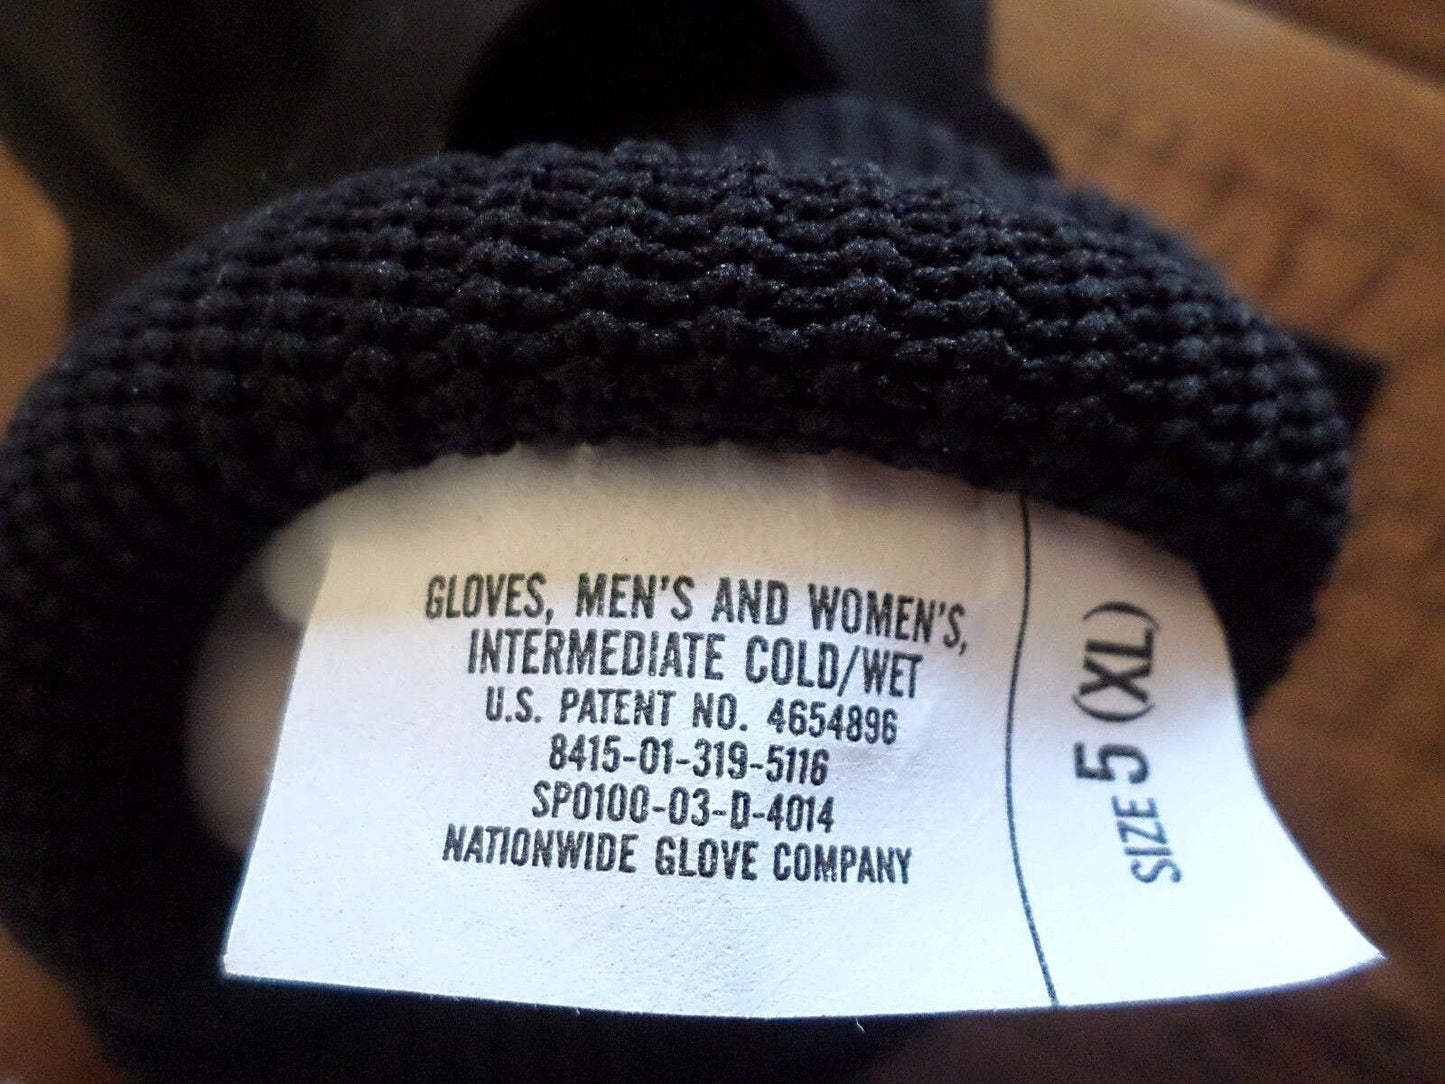 GLOVES, MEN'S AND WOMEN'S,
INTERMEDIATE COLD/WET
U.S. PATENT NO. 4654896
8415-01-319-5116
SP0100-03-D-4014
NATIONWIDE GLOVE COMPANY
SIZE 5 (XL)